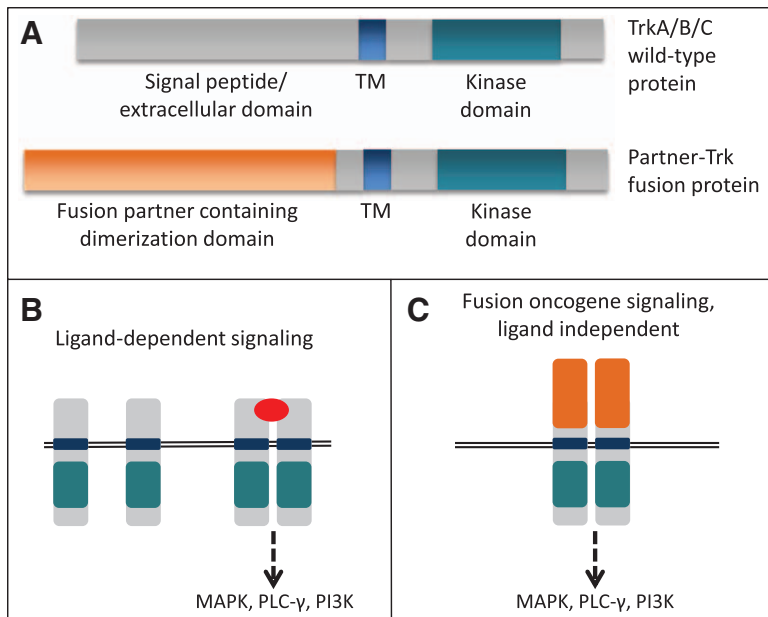 A
Signal peptide/
extracellular domain
TM
Kinase
domain
TrkA/B/C
wild-type
protein
Fusion partner containing
dimerization domain
TM
Kinase
domain
Partner-Trk
fusion protein
B
Ligand-dependent signaling
MAPK, PLC-γ, PI3K
C
Fusion oncogene signaling,
ligand independent
MAPK, PLC-γ, PI3K